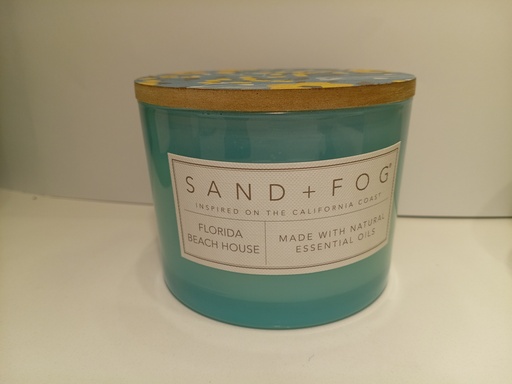 SAND + FOG
INSPIRED ON THE CALIFORNIA COAST
FLORIDA
BEACH HOUSE
MADE WITH NATURAL
ESSENTIAL OILS